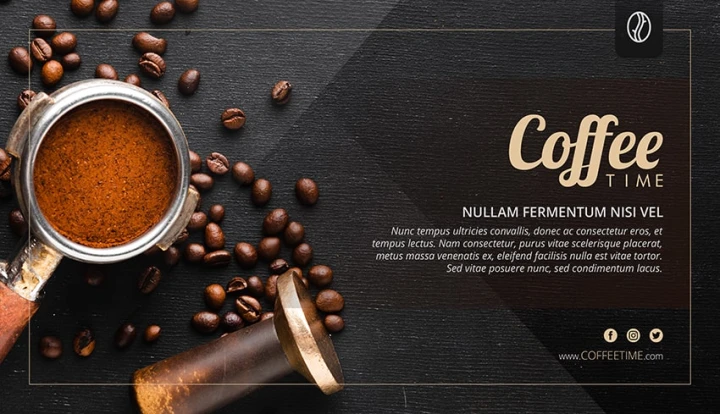 Coffee
TIME
NULLAM FERMENTUM NISI VEL
Nunc tempus ultricies convallis, donec ac consectetur eros, et
tempus lectus. Nam consectetur, purus vitae scelerisque placerat,
metus massa venenatis ex, eleifend facilisis nulla est vitae tortor.
Sed vitae posuere nunc, sed condimentum lacus.
www.COFFEETIME.com